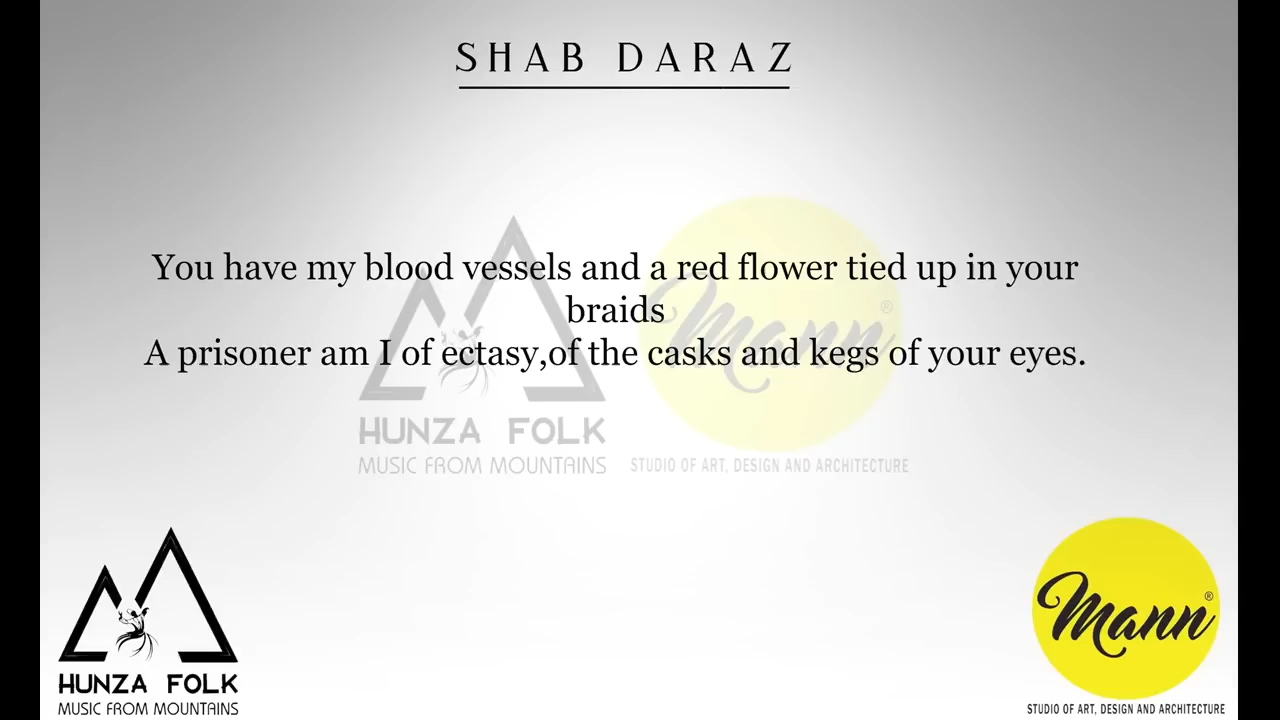 SHAB DARAZ
You have my blood vessels and a red flower tied up in your
braids
A prisoner am I of ectasy,of the casks and kegs of your eyes.
Mann ®
HUNZA FOLK
MUSIC FROM MOUNTAINS
STUDIO OF ART, DESIGN AND ARCHITECTURE
HUNZA FOLK
MUSIC FROM MOUNTAINS
Mann ®
STUDIO OF ART, DESIGN AND ARCHITECTURE